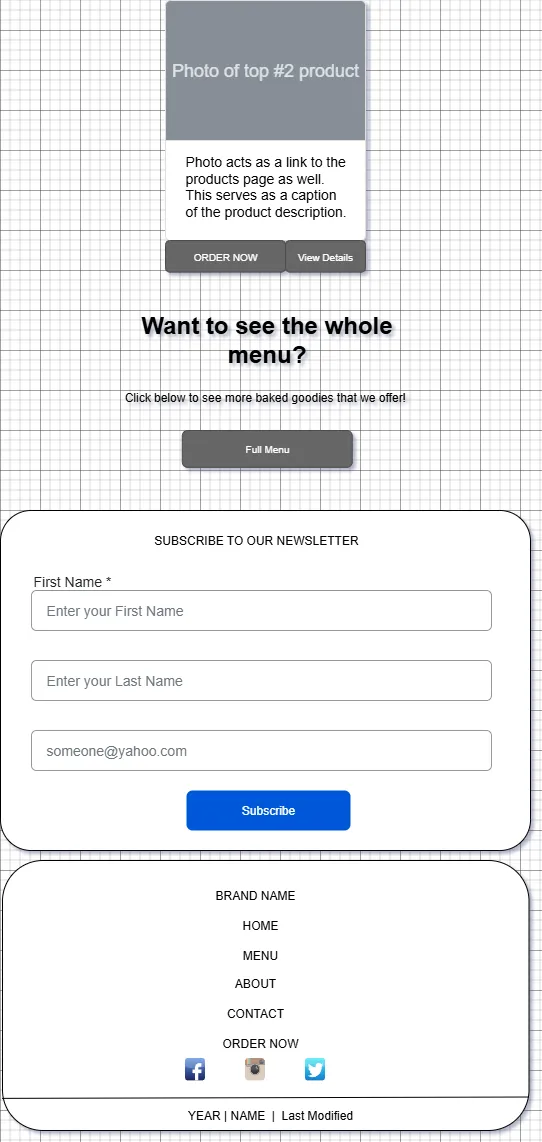 Photo of top #2 product
Photo acts as a link to the
products page as well.
This serves as a caption
of the product description.
ORDER NOW
View Details
Want to see the whole
menu?
Click below to see more baked goodies that we offer!
Full Menu
SUBSCRIBE TO OUR NEWSLETTER
First Name *
Enter your First Name
Enter your Last Name
someone@yahoo.com
Subscribe
BRAND NAME
HOME
MENU
ABOUT
CONTACT
ORDER NOW
YEAR | NAME | Last Modified